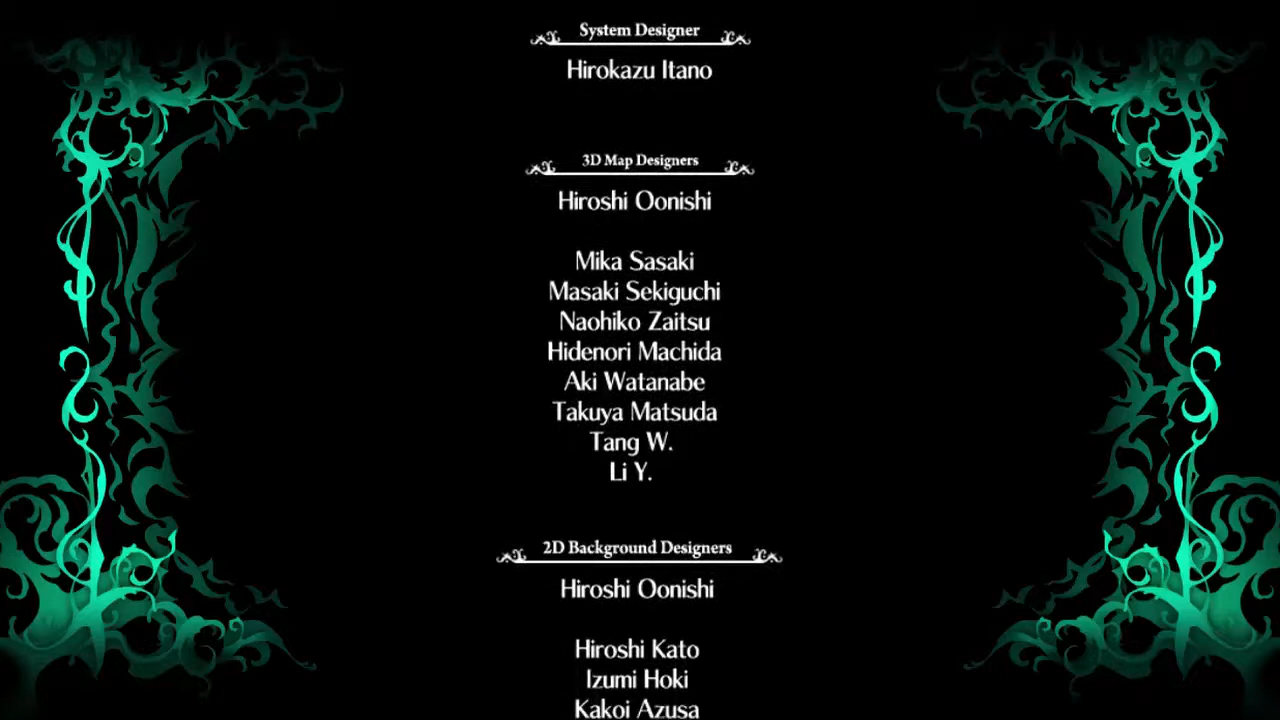 System Designer
Hirokazu Itano
3D Map Designers
Hiroshi Oonishi
Mika Sasaki
Masaki Sekiguchi
Naohiko Zaitsu
Hidenori Machida
Aki Watanabe
Takuya Matsuda
Tang W.
Li Y.
2D Background Designers
Hiroshi Oonishi
Hiroshi Kato
Izumi Hoki
Kakoi Azusa